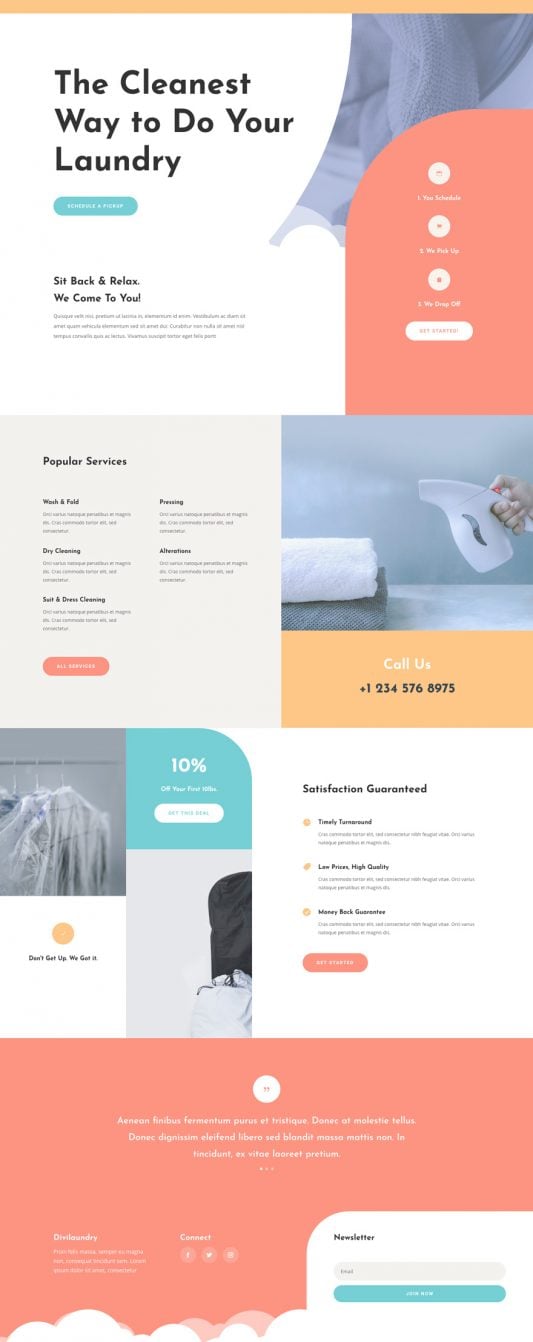 The Cleanest
Way to Do Your
Laundry
SCHEDULE A PICKUP
Sit Back & Relax.
We Come To You!
Quisque velit nisi, pretium ut lacinia in, elementum id enim. Vestibulum ac diam sit
amet quam vehicula elementum sed sit amet dui. Curabitur non nulla sit amet nisl
tempus convallis quis ac lectus. Vivamus suscipit tortor eget felis porttitor
1. You Schedule
2. We Pick Up
3. We Drop Off
GET STARTED!
Popular Services
Wash & Fold
Orci varius natoque penatibus et magnis
dis. Cras commodo tortor elit, sed
consectetur.
Pressing
Orci varius natoque penatibus et magnis
dis. Cras commodo tortor elit, sed
consectetur.
Dry Cleaning
Orci varius natoque penatibus et magnis
dis. Cras commodo tortor elit, sed
consectetur.
Alterations
Orci varius natoque penatibus et magnis
dis. Cras commodo tortor elit, sed
consectetur.
Suit & Dress Cleaning
Orci varius natoque penatibus et magnis
dis. Cras commodo tortor elit, sed
consectetur.
ALL SERVICES
Call Us
+1 234 576 8975
10%
Off Your First 10lbs.
GET THIS DEAL
Don't Get Up. We Got it.
Satisfaction Guaranteed
Timely Turnaround
Cras commodo tortor elit, sed consectetur nibh feugiat vitae. Orci varius
natoque penatibus et magnis dis.
Low Prices, High Quality
Cras commodo tortor elit, sed consectetur nibh feugiat vitae. Orci varius
natoque penatibus et magnis dis.
Money Back Guarantee
Cras commodo tortor elit, sed consectetur nibh feugiat vitae. Orci varius
natoque penatibus et magnis dis.
GET STARTED
Aenean finibus fermentum purus et tristique. Donec at molestie tellus.
Donec dignissim eleifend libero sed blandit massa mattis non. In
tincidunt, ex vitae laoreet pretium.
Divilaundry
Proin felis massa, semper eu magna
non, consequat tincidunt sem. Lorem
ipsum dolor sit amet, consectetur
Connect
Newsletter
Email
JOIN NOW